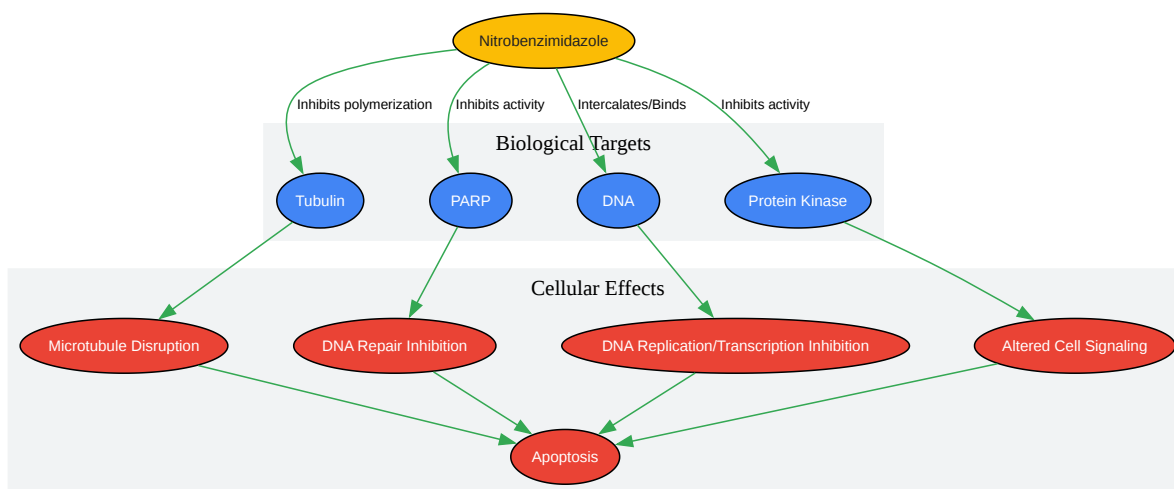 Nitrobenzimidazole
Inhibits polymerization
Inhibits activity
Intercalates/Binds
Inhibits activity
Biological Targets
Tubulin
PARP
DNA
Protein Kinase
Cellular Effects
Microtubule Disruption
DNA Repair Inhibition
DNA Replication/Transcription Inhibition
Altered Cell Signaling
Apoptosis